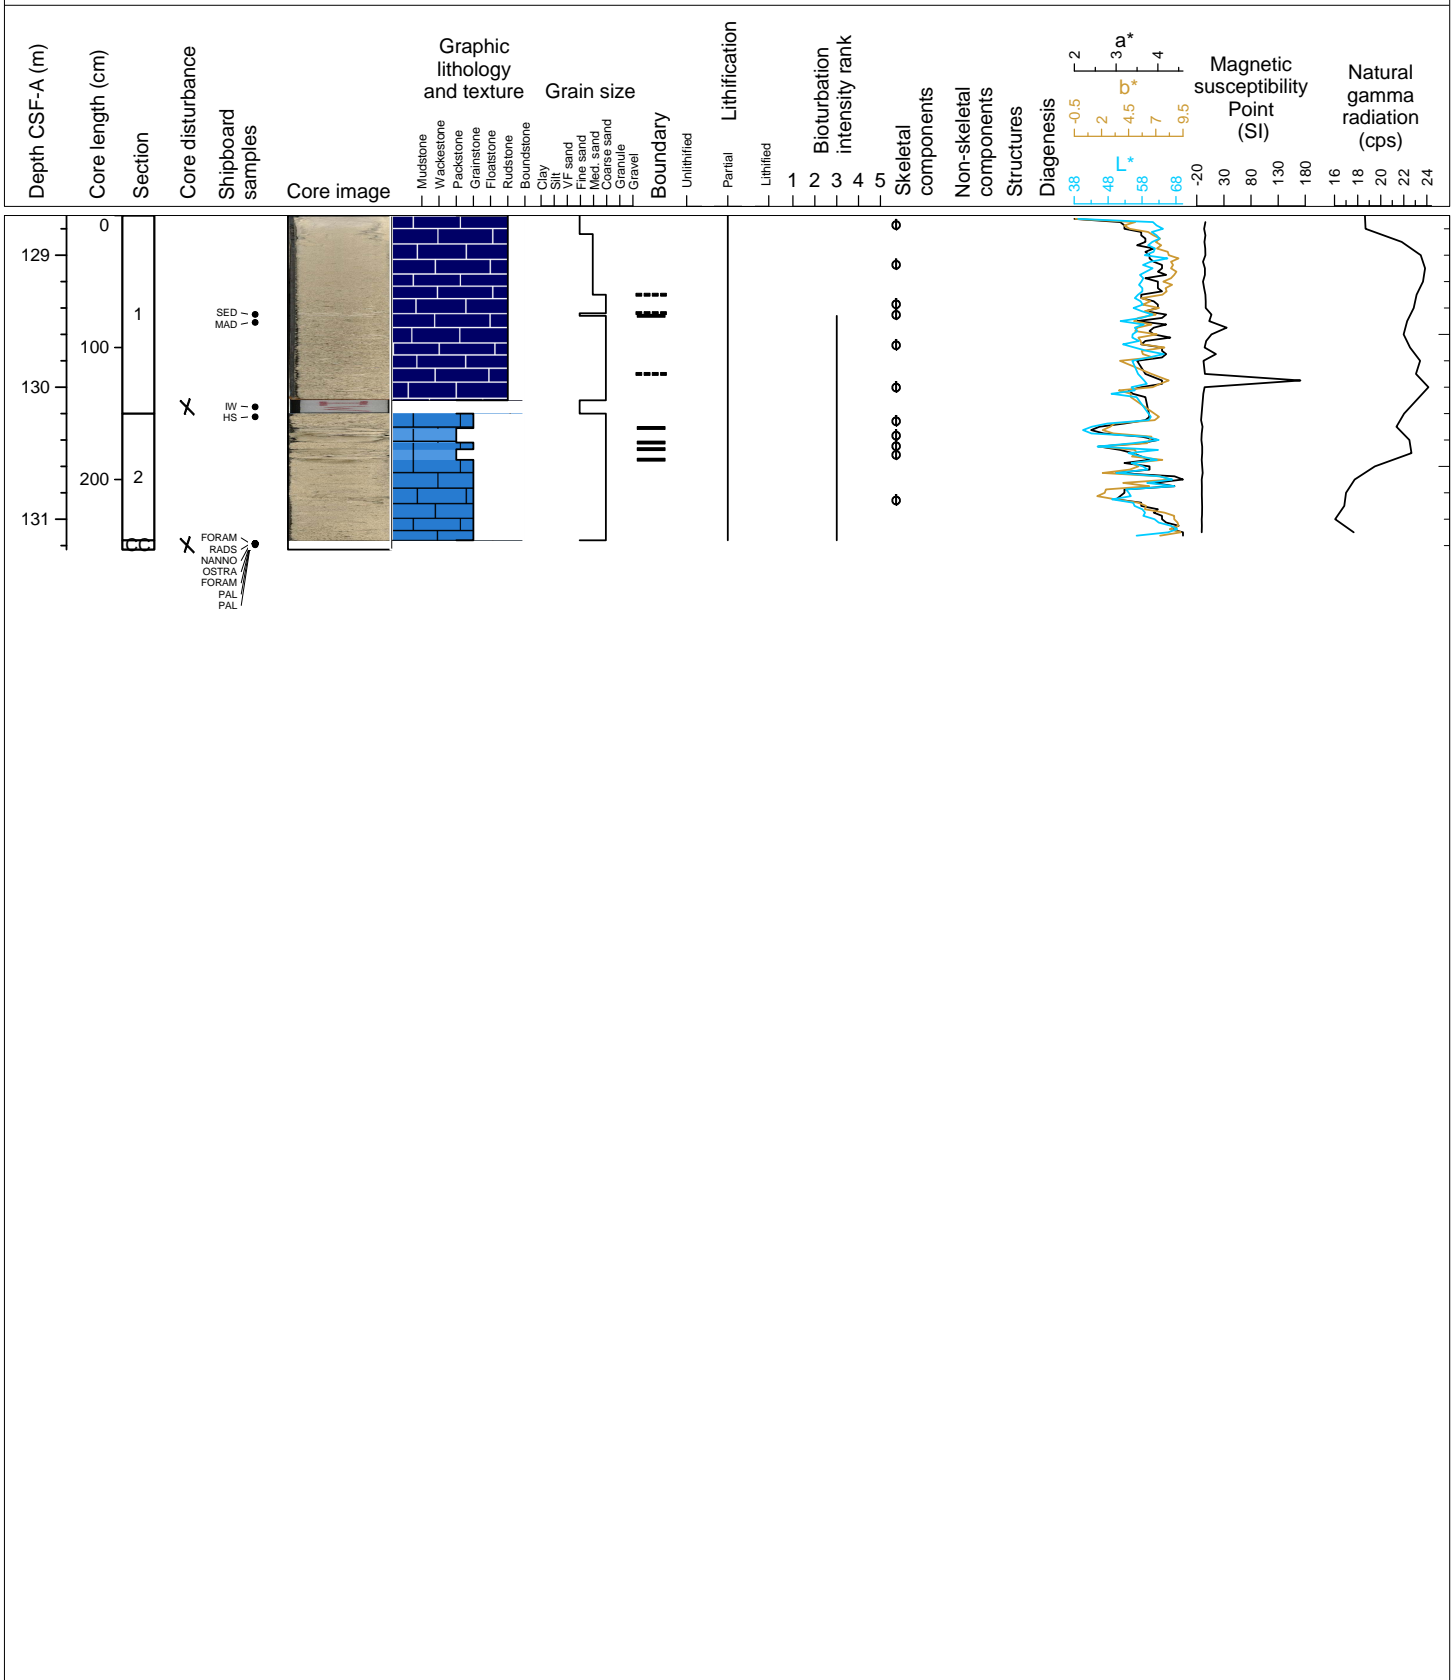 Depth CSF-A (m)
Core length (cm)
Section
Core disturbance
Shipboard
samples
Core image
Graphic
lithology
and texture
Mudstone
Wackestone
Packstone
Grainstone
Floatstone
Rudstone
Boundstone
Grain size
Clay
Silt
VF sand
Fine sand
Med. sand
Coarse sand
Granule
Gravel
Boundary
Lithification
Unlithified
Partial
Lithified
Bioturbation
intensity rank
1 2 3 4 5
Skeletal
components
Non-skeletal
components
Structures
Diagenesis
a*
2 3 4
b*
-0.5 2 4.5 7 9.5
L*
38 48 58 68
Magnetic
susceptibility
Point
(SI)
-20 30 80 130 180
Natural
gamma
radiation
(cps)
16 18 20 22 24
0
129
1
SED
MAD
100
130
IW
HS
200
2
131
CC
FORAM
RADS
NANNO
OSTRA
FORAM
PAL
PAL